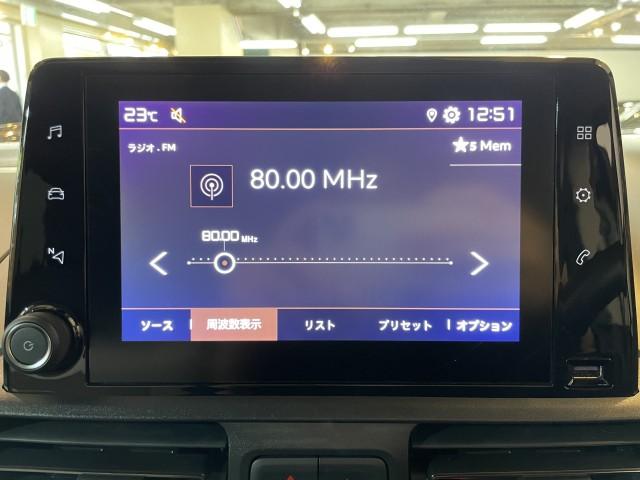 23℃ 12:51
ラジオ.FM
★5 Mem
80.00 MHz
80.00 MHz
N
ソース 周波数表示 リスト プリセット オプション